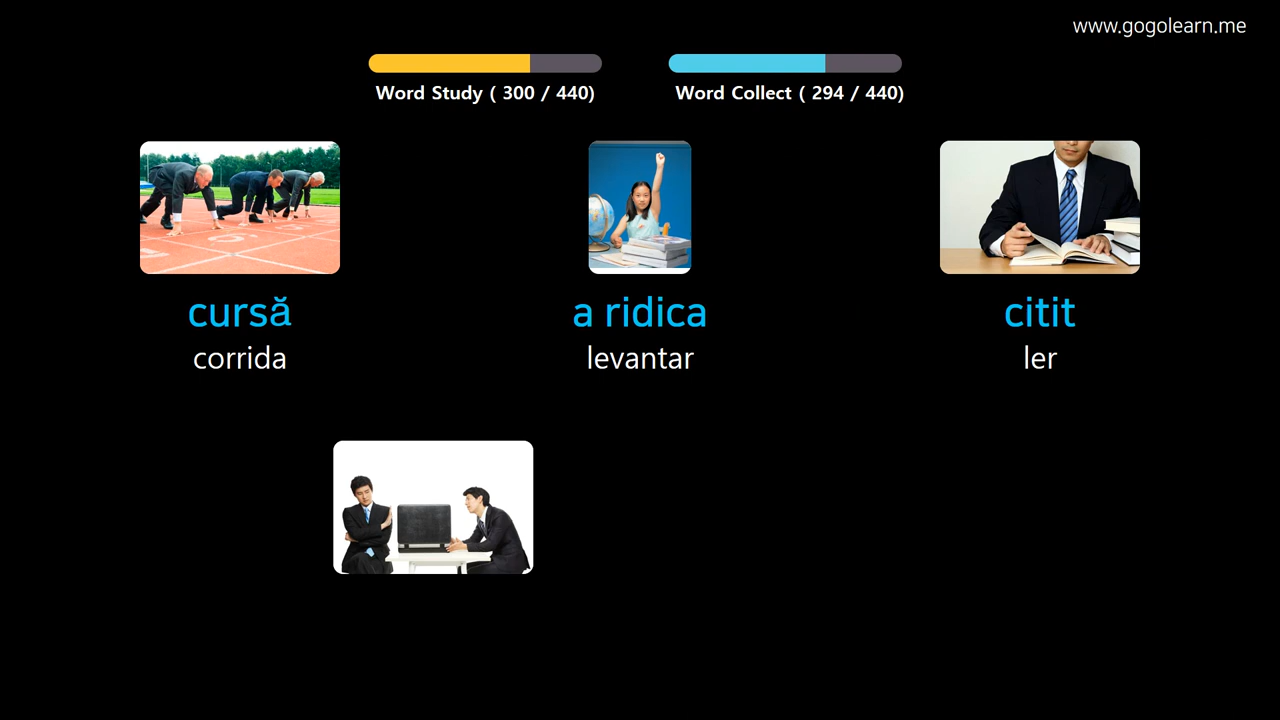 www.gogolearn.me
Word Study ( 300 / 440)
Word Collect ( 294 / 440)
cursă
a ridica
citit
corrida
levantar
ler